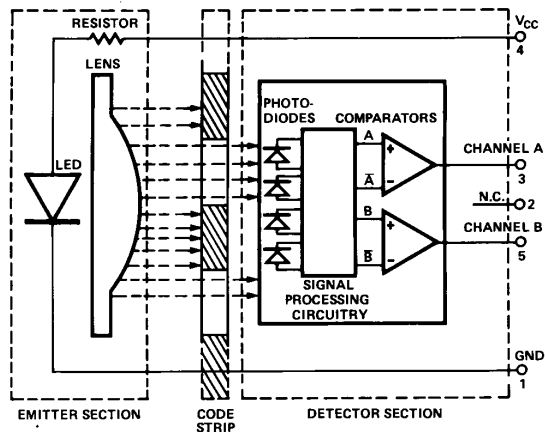 RESISTOR
VCC
4
LENS
LED
PHOTO-
DIODES
COMPARATORS
A
+
A̅
−
B
+
B̅
−
CHANNEL A
3
N.C.
2
CHANNEL B
5
SIGNAL
PROCESSING
CIRCUITRY
GND
1
EMITTER SECTION
CODE
STRIP
DETECTOR SECTION